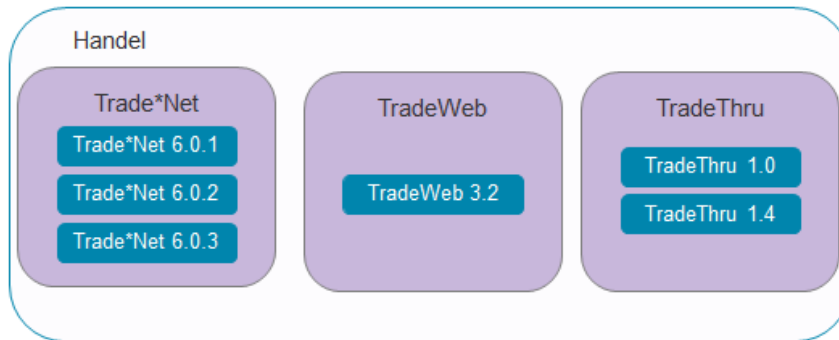 Handel
Trade*Net
Trade*Net 6.0.1
Trade*Net 6.0.2
Trade*Net 6.0.3
TradeWeb
TradeWeb 3.2
TradeThru
TradeThru 1.0
TradeThru 1.4